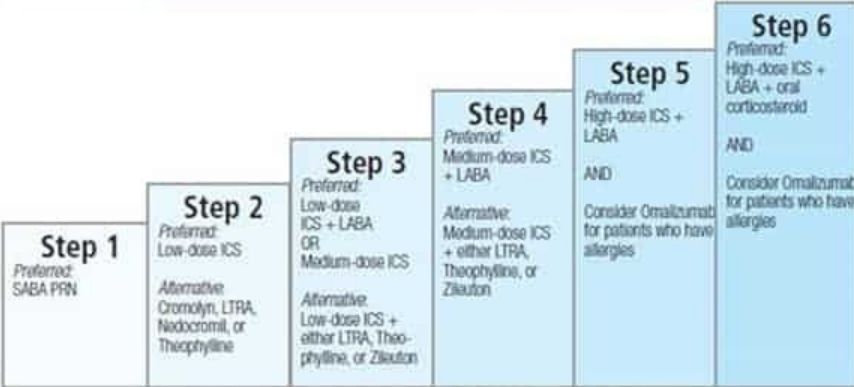 Step 1
Preferred:
SABA PRN
Step 2
Preferred:
Low-dose ICS
Alternative:
Cromolyn, LTRA,
Nedocromil, or
Theophylline
Step 3
Preferred:
Low-dose
ICS + LABA
OR
Medium-dose ICS
Alternative:
Low-dose ICS +
either LTRA, Theo-
phylline, or Zileuton
Step 4
Preferred:
Medium-dose ICS
+ LABA
Alternative:
Medium-dose ICS
+ either LTRA,
Theophylline, or
Zileuton
Step 5
Preferred:
High-dose ICS +
LABA
AND
Consider Omalizumab
for patients who have
allergies
Step 6
Preferred:
High-dose ICS +
LABA + oral
corticosteroid
AND
Consider Omalizumab
for patients who have
allergies